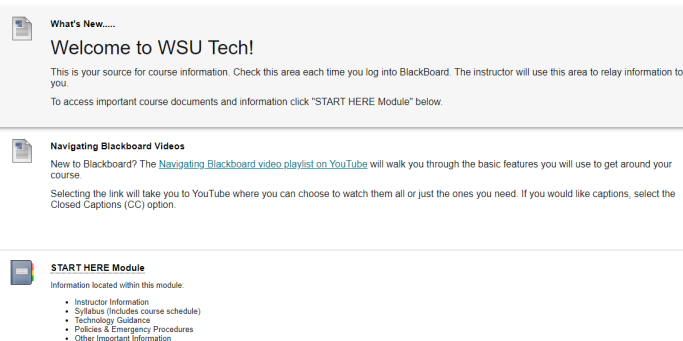 What's New.....
Welcome to WSU Tech!
This is your source for course information. Check this area each time you log into BlackBoard. The instructor will use this area to relay information to
you.
To access important course documents and information click "START HERE Module" below.
Navigating Blackboard Videos
New to Blackboard? The Navigating Blackboard video playlist on YouTube will walk you through the basic features you will use to get around your
course.
Selecting the link will take you to YouTube where you can choose to watch them all or just the ones you need. If you would like captions, select the
Closed Captions (CC) option.
START HERE Module
Information located within this module:
• Instructor Information
• Syllabus (Includes course schedule)
• Technology Guidance
• Policies & Emergency Procedures
• Other Important Information